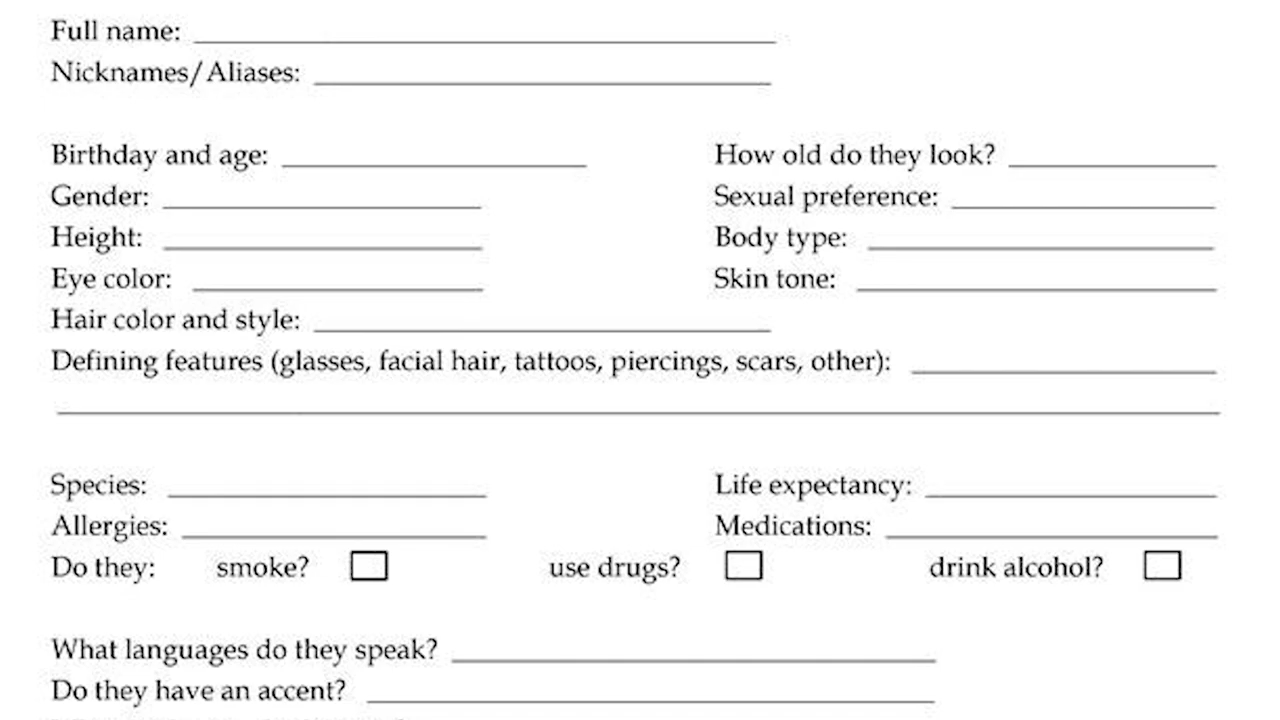 Full name:
Nicknames/Aliases:
Birthday and age: How old do they look?
Gender: Sexual preference:
Height: Body type:
Eye color: Skin tone:
Hair color and style:
Defining features (glasses, facial hair, tattoos, piercings, scars, other):
Species: Life expectancy:
Allergies: Medications:
Do they: smoke? use drugs? drink alcohol?
What languages do they speak?
Do they have an accent?